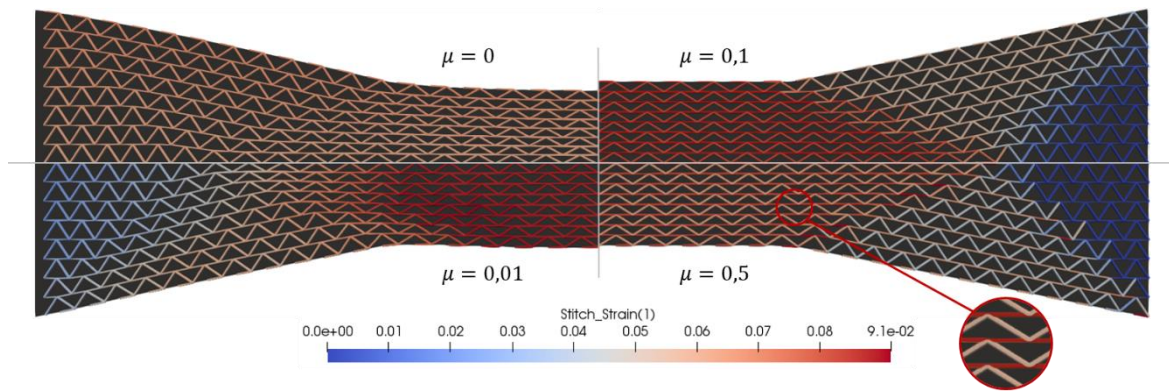 μ = 0
μ = 0,1
μ = 0,01
μ = 0,5
Stitch_Strain(1)
0.0e+00 0.01 0.02 0.03 0.04 0.05 0.06 0.07 0.08 9.1e-02